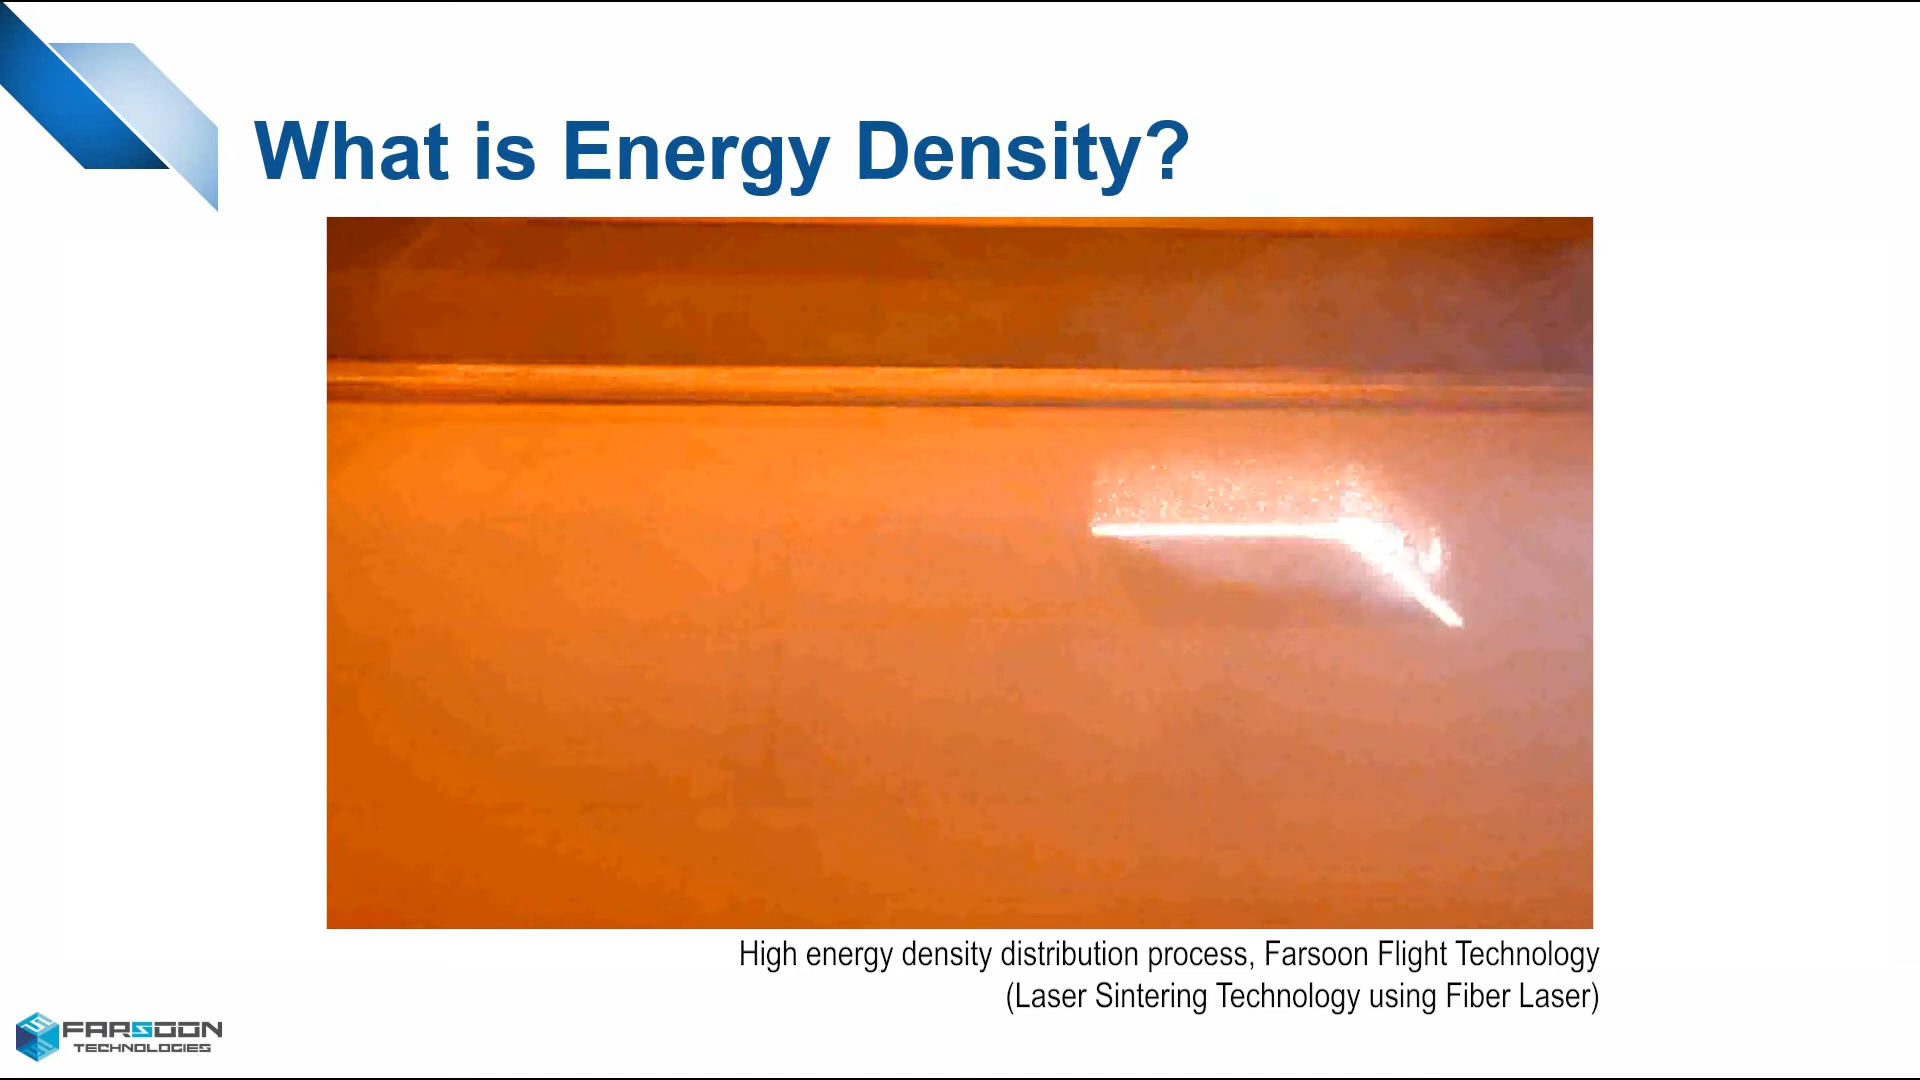 What is Energy Density?
High energy density distribution process, Farsoon Flight Technology
(Laser Sintering Technology using Fiber Laser)
FARSOON
TECHNOLOGIES